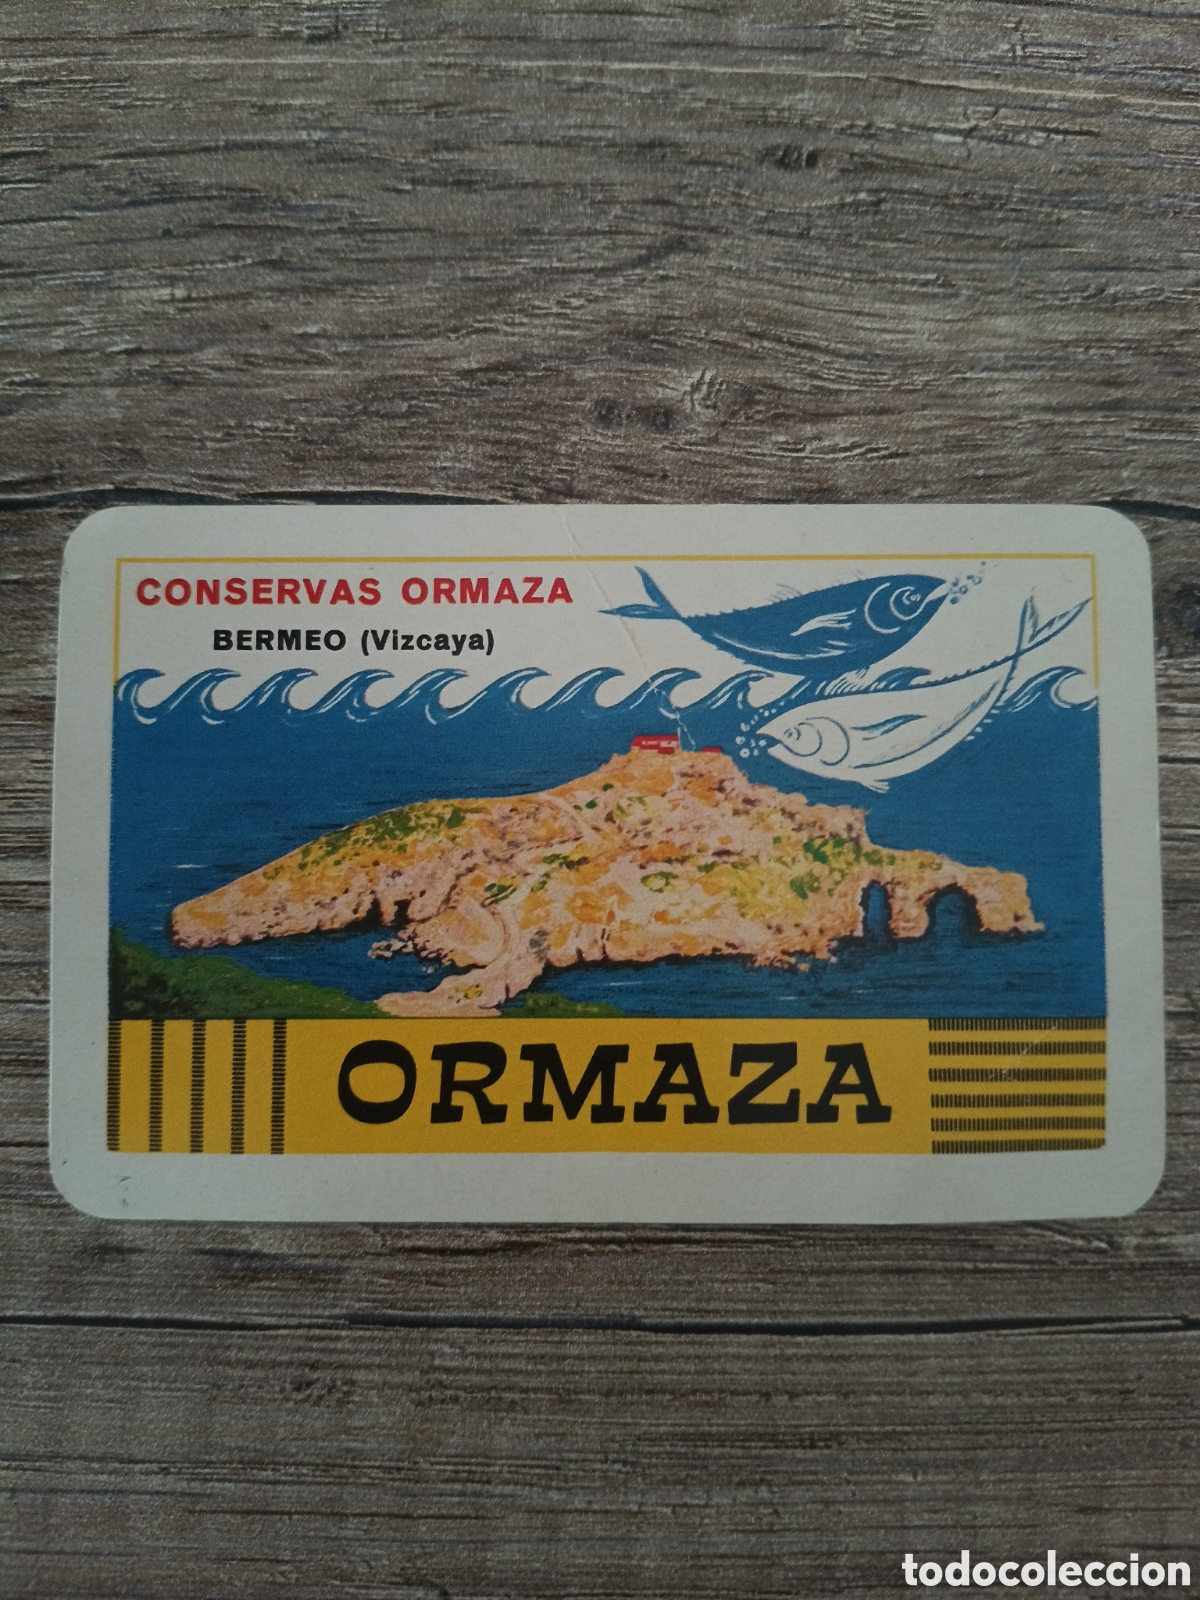 CONSERVAS ORMAZA
BERMEO (Vizcaya)
ORMAZA
todocoleccion